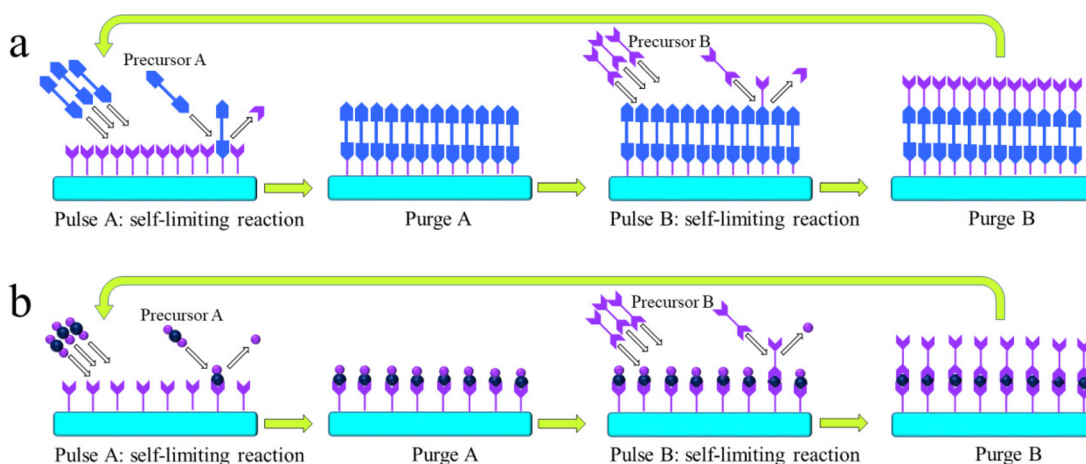 a
Precursor A
Precursor B
Pulse A: self-limiting reaction
Purge A
Pulse B: self-limiting reaction
Purge B
b
Precursor A
Precursor B
Pulse A: self-limiting reaction
Purge A
Pulse B: self-limiting reaction
Purge B